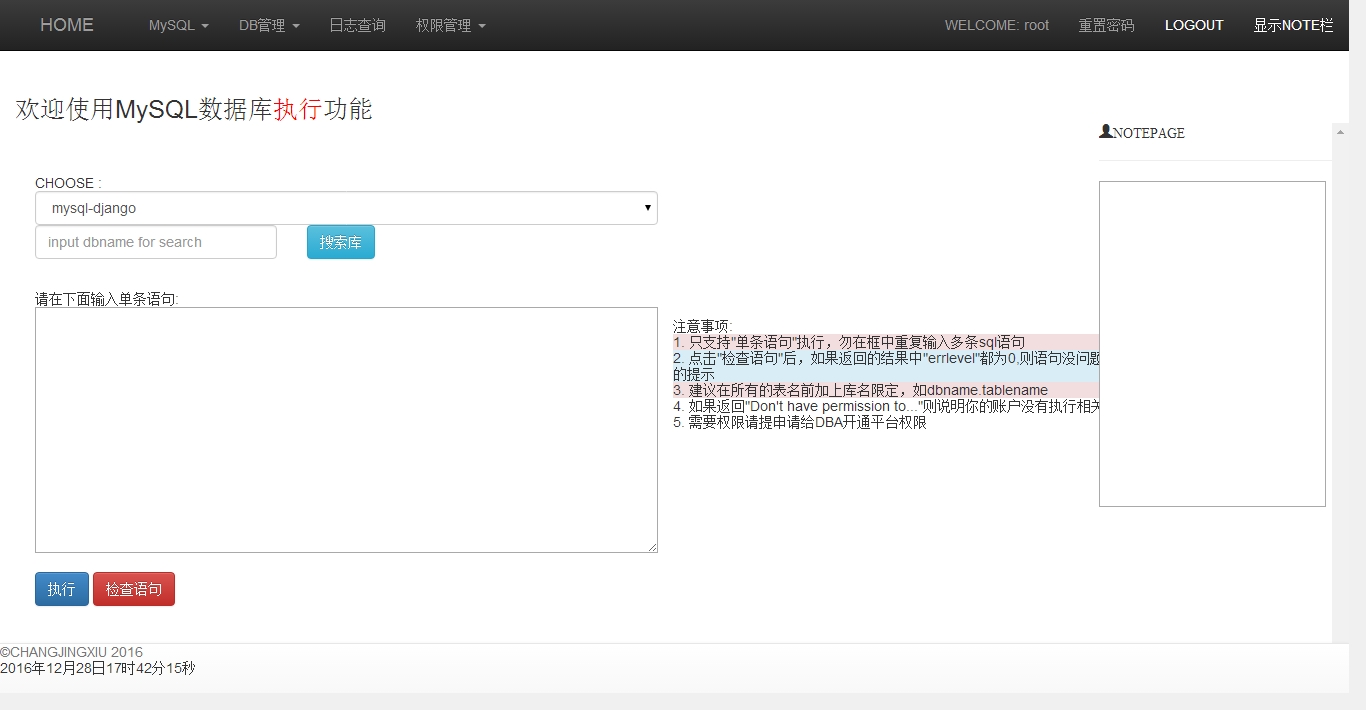 HOME MySQL DB管理 日志查询 权限管理 WELCOME: root 重置密码 LOGOUT 显示NOTE栏
欢迎使用MySQL数据库执行功能
NOTEPAGE
CHOOSE :
mysql-django
input dbname for search 搜索库
请在下面输入单条语句:
注意事项:
1. 只支持"单条语句"执行，勿在框中重复输入多条sql语句
2. 点击"检查语句"后，如果返回的结果中"errlevel"都为0,则语句没问题
的提示
3. 建议在所有的表名前加上库名限定，如dbname.tablename
4. 如果返回"Don't have permission to..."则说明你的账户没有执行相关
5. 需要权限请提申请给DBA开通平台权限
执行 检查语句
©CHANGJINGXIU 2016
2016年12月28日17时42分15秒